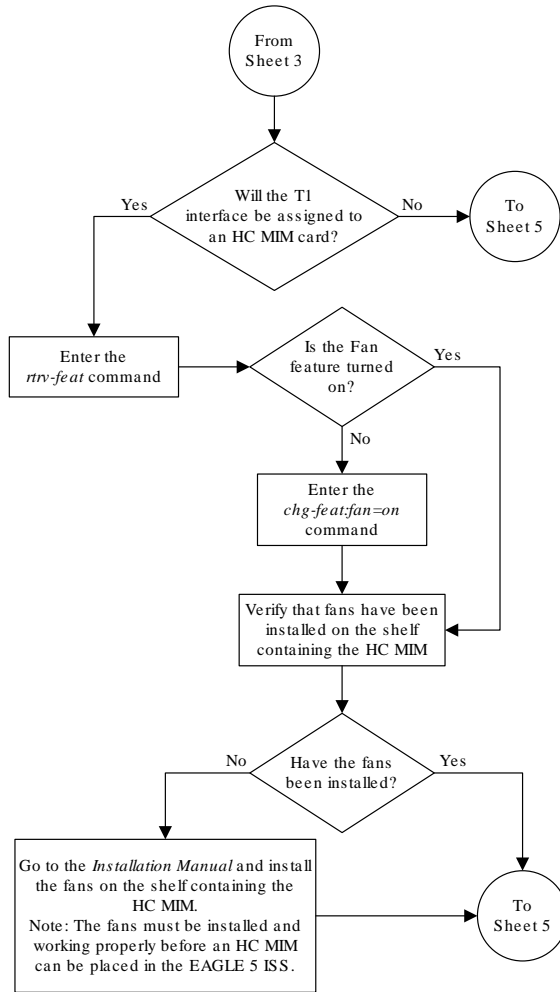 From
Sheet 3
Will the T1
interface be assigned to
an HC MIM card?
Yes
No
To
Sheet 5
Enter the
rtrv-feat command
Is the Fan
feature turned
on?
Yes
No
Enter the
chg-feat:fan=on
command
Verify that fans have been
installed on the shelf
containing the HC MIM
Have the fans
been installed?
No
Yes
Go to the Installation Manual and install
the fans on the shelf containing the
HC MIM.
Note: The fans must be installed and
working properly before an HC MIM
can be placed in the EAGLE 5 ISS.
To
Sheet 5